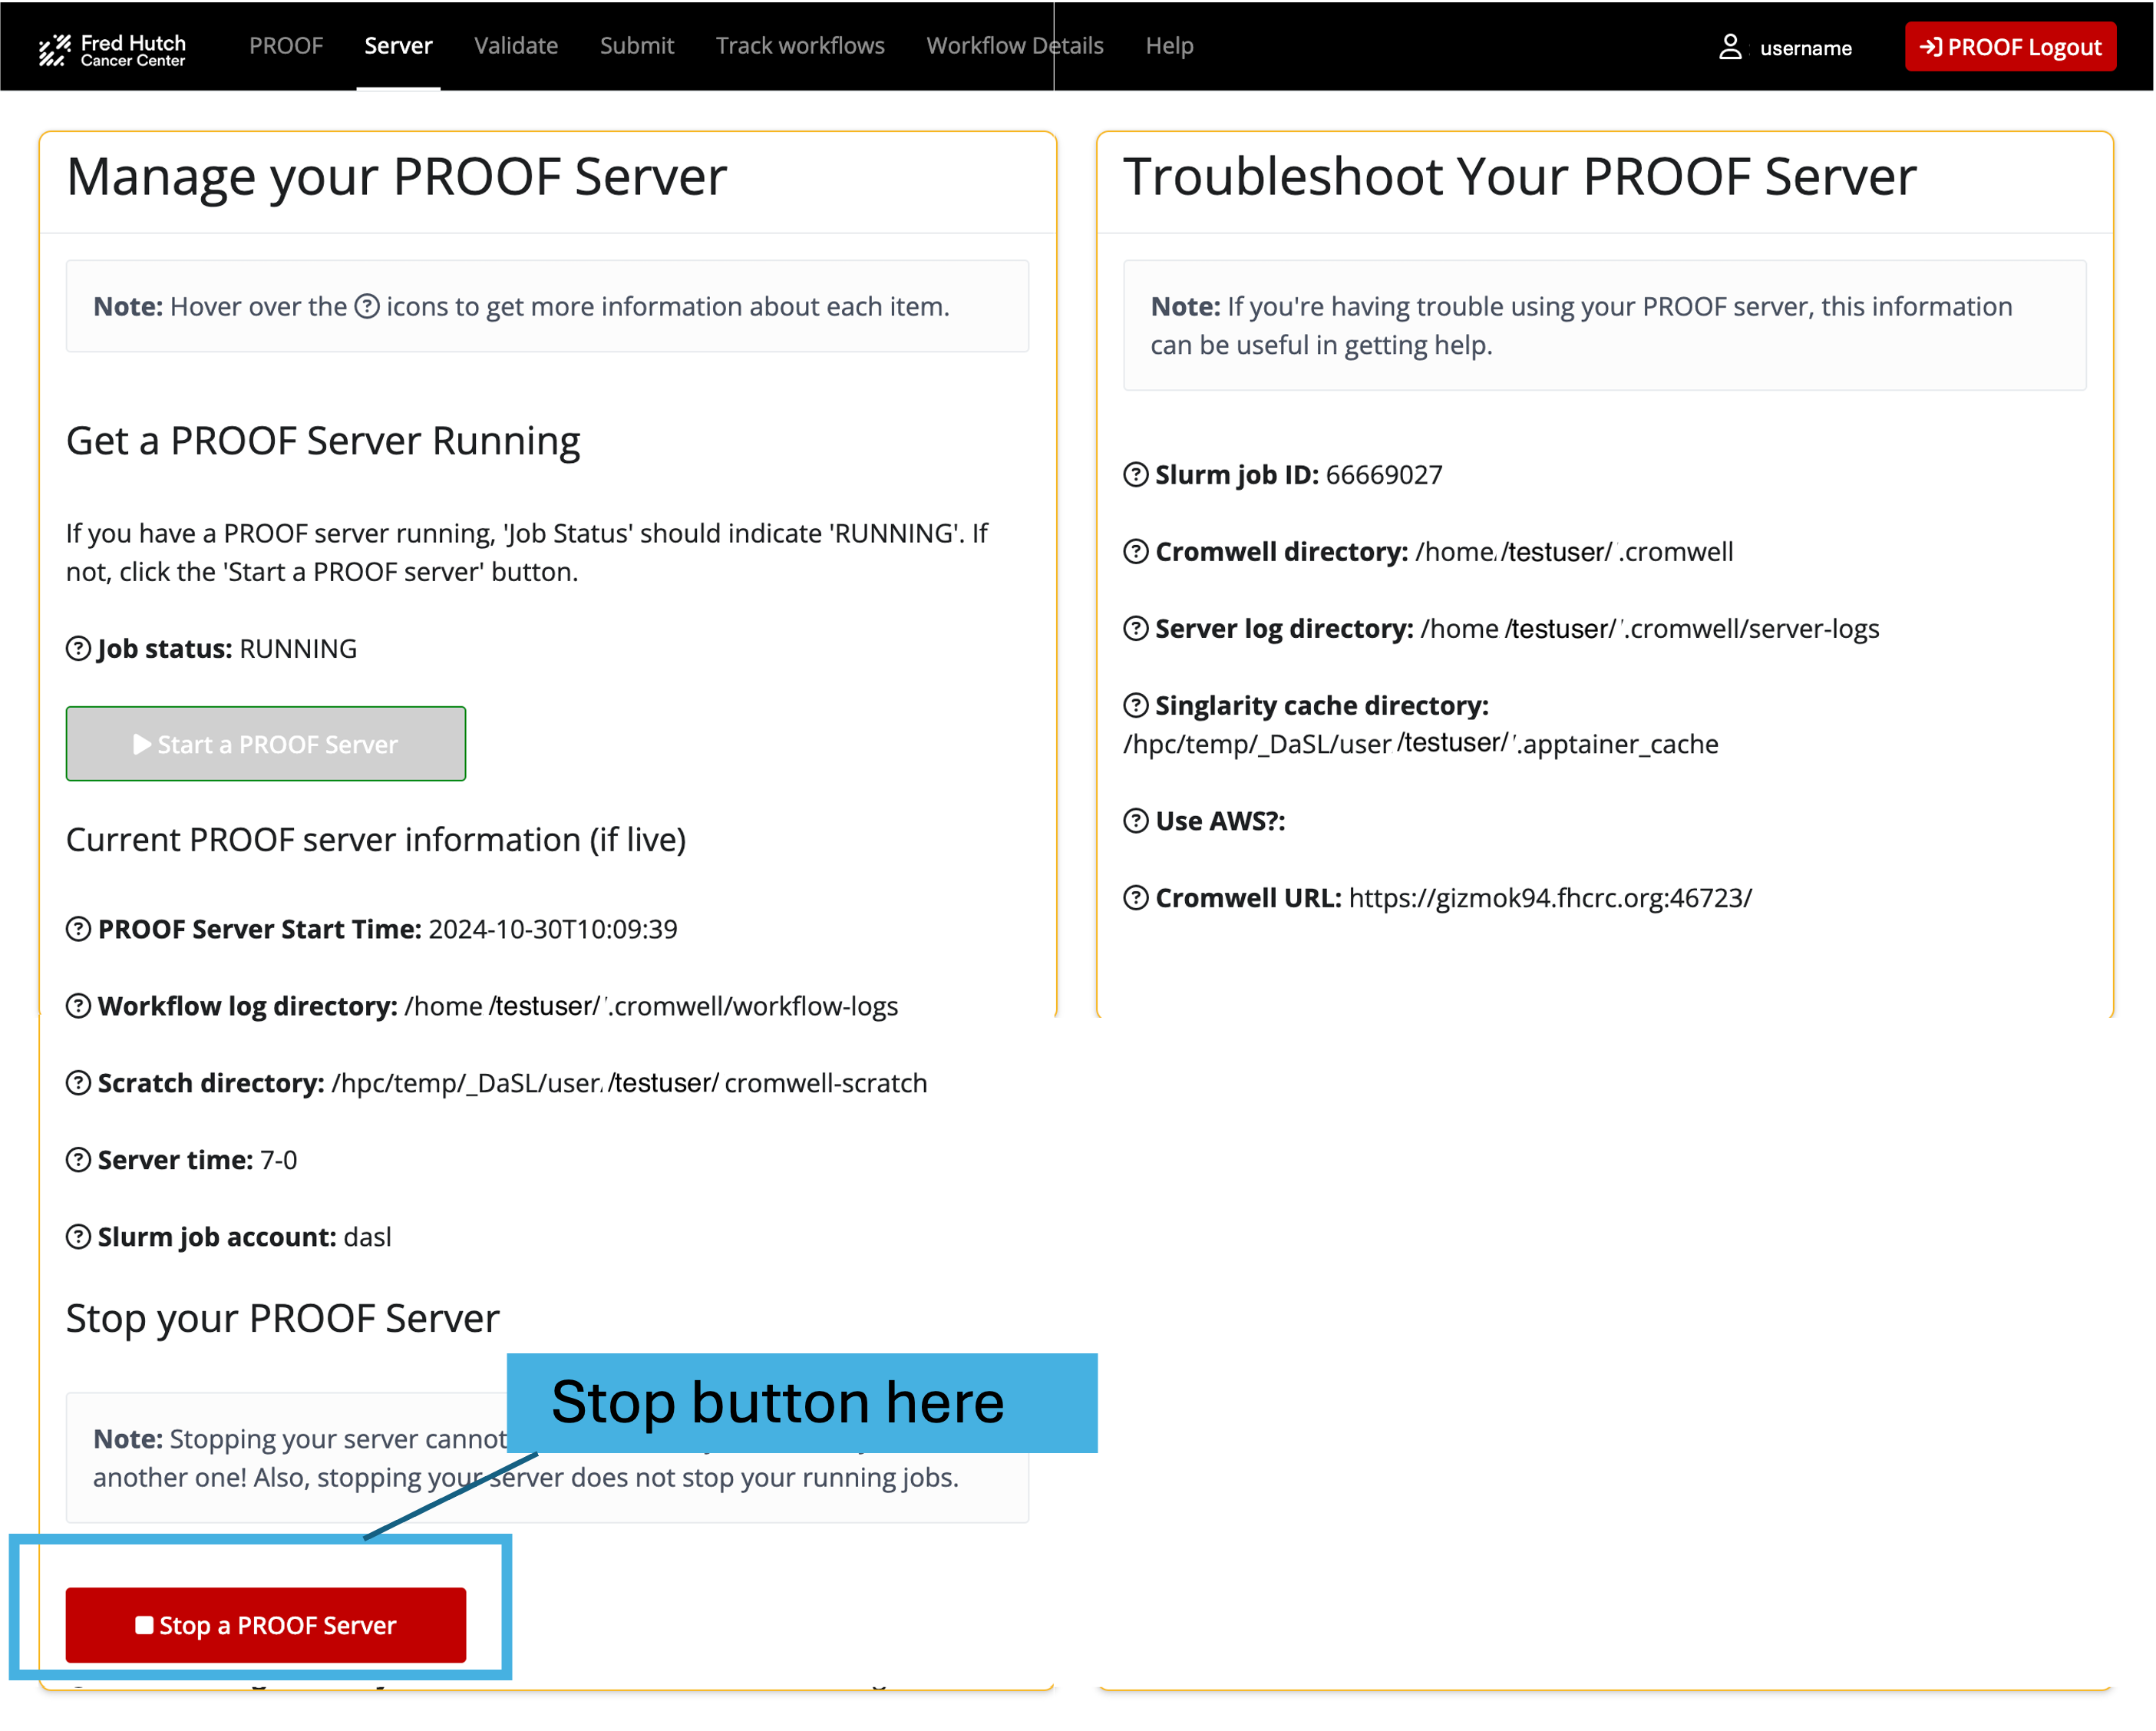 Fred Hutch
Cancer Center
PROOF Server Validate Submit Track workflows Workflow Details Help
username
PROOF Logout
Manage your PROOF Server
Note: Hover over the ? icons to get more information about each item.
Get a PROOF Server Running
If you have a PROOF server running, 'Job Status' should indicate 'RUNNING'. If
not, click the 'Start a PROOF server' button.
Job status: RUNNING
Start a PROOF Server
Current PROOF server information (if live)
PROOF Server Start Time: 2024-10-30T10:09:39
Workflow log directory: /home /testuser/ .cromwell/workflow-logs
Scratch directory: /hpc/temp/_DaSL/user /testuser/ cromwell-scratch
Server time: 7-0
Slurm job account: dasl
Stop your PROOF Server
Stop button here
Note: Stopping your server cannot
another one! Also, stopping your server does not stop your running jobs.
Stop a PROOF Server
Troubleshoot Your PROOF Server
Note: If you're having trouble using your PROOF server, this information
can be useful in getting help.
Slurm job ID: 66669027
Cromwell directory: /home /testuser/ .cromwell
Server log directory: /home /testuser/ .cromwell/server-logs
Singlarity cache directory:
/hpc/temp/_DaSL/user /testuser/ .apptainer_cache
Use AWS?:
Cromwell URL: https://gizmok94.fhcrc.org:46723/